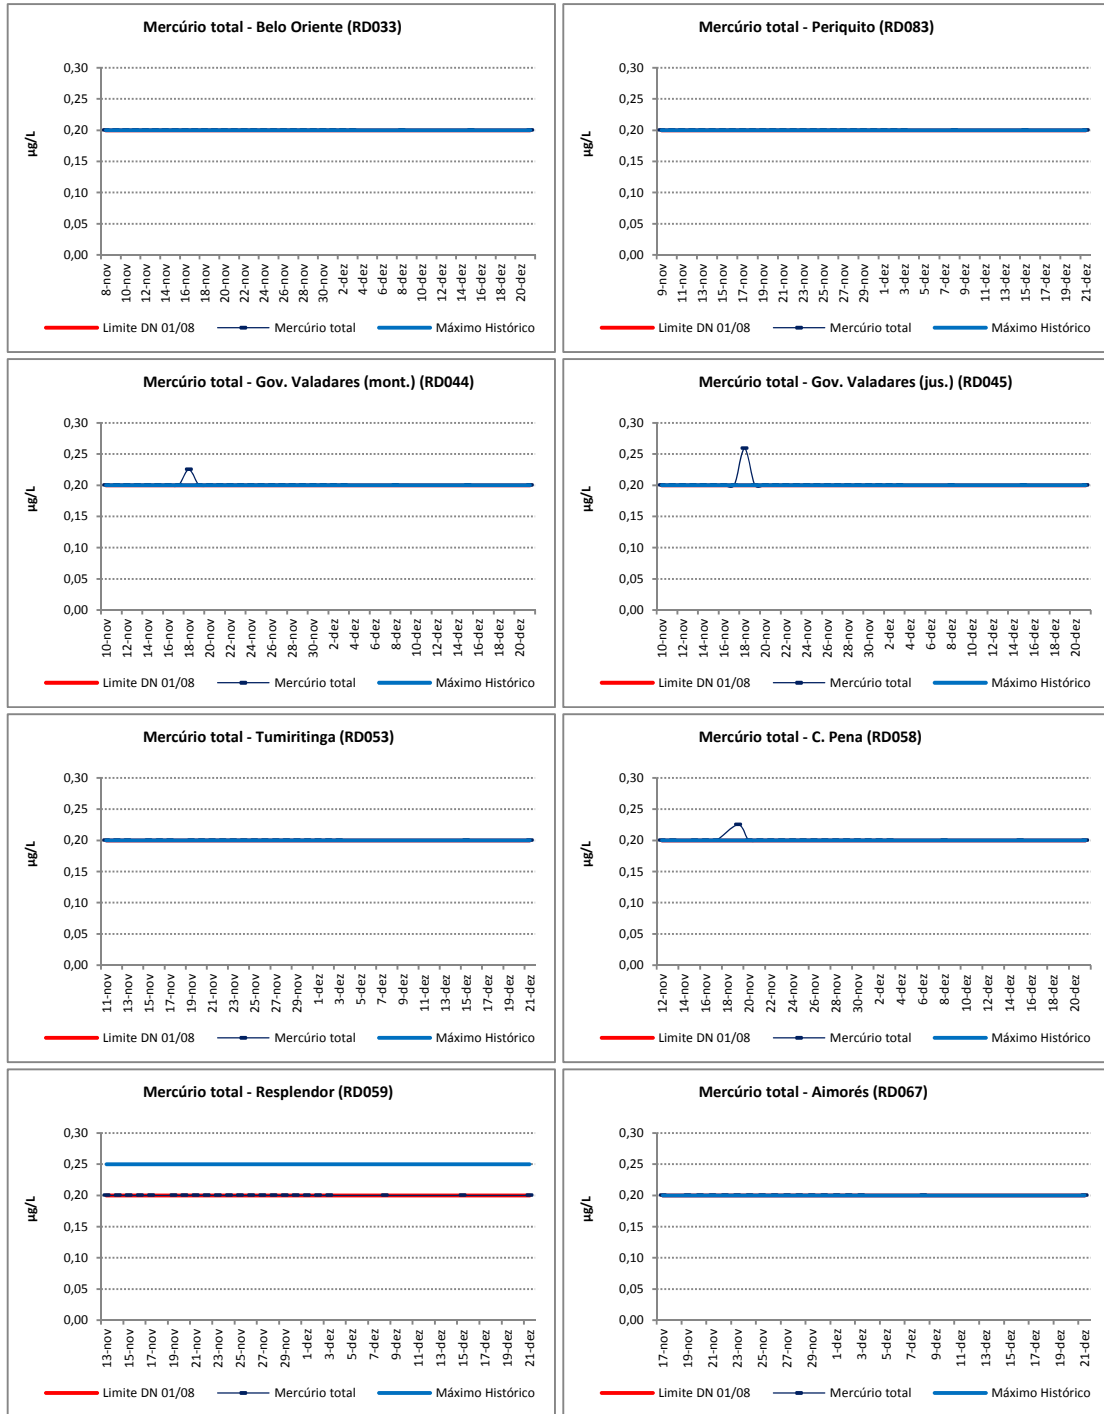 Mercúrio total - Belo Oriente (RD033)
µg/L
0,30
0,25
0,20
0,15
0,10
0,05
0,00
8-nov 10-nov 12-nov 14-nov 16-nov 18-nov 20-nov 22-nov 24-nov 26-nov 28-nov 30-nov 2-dez 4-dez 6-dez 8-dez 10-dez 12-dez 14-dez 16-dez 18-dez 20-dez
Limite DN 01/08 Mercúrio total Máximo Histórico
Mercúrio total - Periquito (RD083)
µg/L
0,30
0,25
0,20
0,15
0,10
0,05
0,00
9-nov 11-nov 13-nov 15-nov 17-nov 19-nov 21-nov 23-nov 25-nov 27-nov 29-nov 1-dez 3-dez 5-dez 7-dez 9-dez 11-dez 13-dez 15-dez 17-dez 19-dez 21-dez
Limite DN 01/08 Mercúrio total Máximo Histórico
Mercúrio total - Gov. Valadares (mont.) (RD044)
µg/L
0,30
0,25
0,20
0,15
0,10
0,05
0,00
10-nov 12-nov 14-nov 16-nov 18-nov 20-nov 22-nov 24-nov 26-nov 28-nov 30-nov 2-dez 4-dez 6-dez 8-dez 10-dez 12-dez 14-dez 16-dez 18-dez 20-dez
Limite DN 01/08 Mercúrio total Máximo Histórico
Mercúrio total - Gov. Valadares (jus.) (RD045)
µg/L
0,30
0,25
0,20
0,15
0,10
0,05
0,00
10-nov 12-nov 14-nov 16-nov 18-nov 20-nov 22-nov 24-nov 26-nov 28-nov 30-nov 2-dez 4-dez 6-dez 8-dez 10-dez 12-dez 14-dez 16-dez 18-dez 20-dez
Limite DN 01/08 Mercúrio total Máximo Histórico
Mercúrio total - Tumiritinga (RD053)
µg/L
0,30
0,25
0,20
0,15
0,10
0,05
0,00
11-nov 13-nov 15-nov 17-nov 19-nov 21-nov 23-nov 25-nov 27-nov 29-nov 1-dez 3-dez 5-dez 7-dez 9-dez 11-dez 13-dez 15-dez 17-dez 19-dez 21-dez
Limite DN 01/08 Mercúrio total Máximo Histórico
Mercúrio total - C. Pena (RD058)
µg/L
0,30
0,25
0,20
0,15
0,10
0,05
0,00
12-nov 14-nov 16-nov 18-nov 20-nov 22-nov 24-nov 26-nov 28-nov 30-nov 2-dez 4-dez 6-dez 8-dez 10-dez 12-dez 14-dez 16-dez 18-dez 20-dez
Limite DN 01/08 Mercúrio total Máximo Histórico
Mercúrio total - Resplendor (RD059)
µg/L
0,30
0,25
0,20
0,15
0,10
0,05
0,00
13-nov 15-nov 17-nov 19-nov 21-nov 23-nov 25-nov 27-nov 29-nov 1-dez 3-dez 5-dez 7-dez 9-dez 11-dez 13-dez 15-dez 17-dez 19-dez 21-dez
Limite DN 01/08 Mercúrio total Máximo Histórico
Mercúrio total - Aimorés (RD067)
µg/L
0,30
0,25
0,20
0,15
0,10
0,05
0,00
17-nov 19-nov 21-nov 23-nov 25-nov 27-nov 29-nov 1-dez 3-dez 5-dez 7-dez 9-dez 11-dez 13-dez 15-dez 17-dez 19-dez 21-dez
Limite DN 01/08 Mercúrio total Máximo Histórico